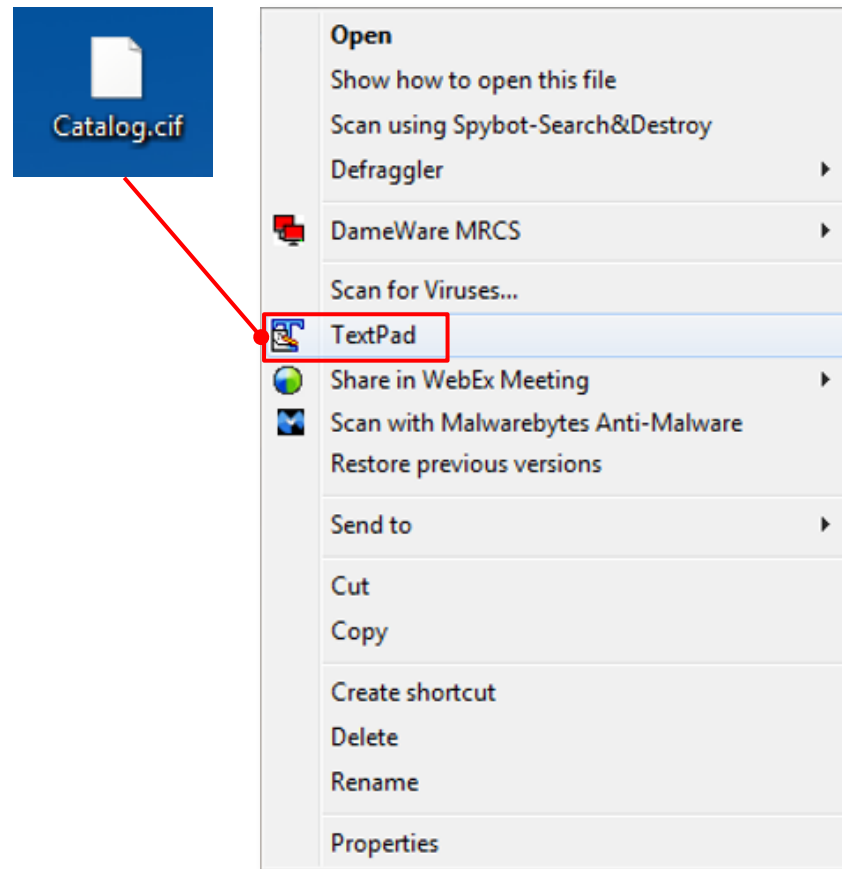 Catalog.cif
Open
Show how to open this file
Scan using Spybot-Search&Destroy
Defraggler
DameWare MRCS
Scan for Viruses...
TextPad
Share in WebEx Meeting
Scan with Malwarebytes Anti-Malware
Restore previous versions
Send to
Cut
Copy
Create shortcut
Delete
Rename
Properties